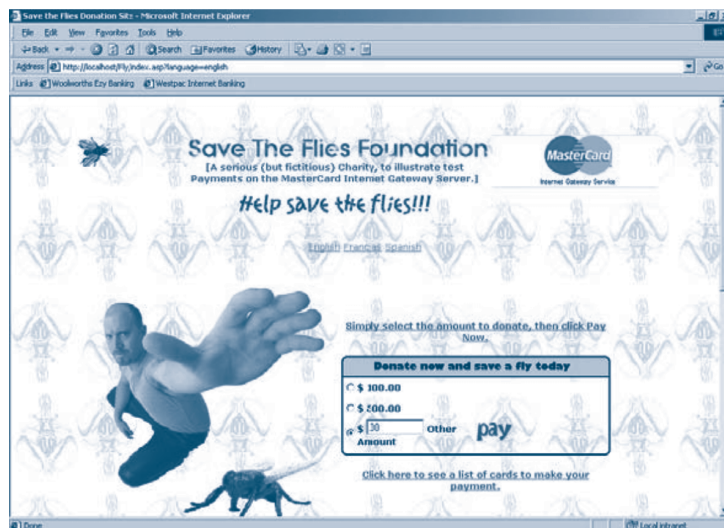 Save the Flies Donation Site - Microsoft Internet Explorer
File Edit View Favorites Tools Help
Back Search Favorites History
Address http://localhost/Fly/index.asp?language=english Go
Links Woolworths Ezy Banking Westpac Internet Banking
Save The Flies Foundation
[A serious (but fictitious) Charity, to illustrate test
Payments on the MasterCard Internet Gateway Server.]
MasterCard
Internet Gateway Service
Help save the flies!!!
English Français Spanish
Simply select the amount to donate, then click Pay
Now.
Donate now and save a fly today
$ 100.00
$ 00.00
$ 30 Other
Amount
pay
Click here to see a list of cards to make your
payment.
Done Local intranet